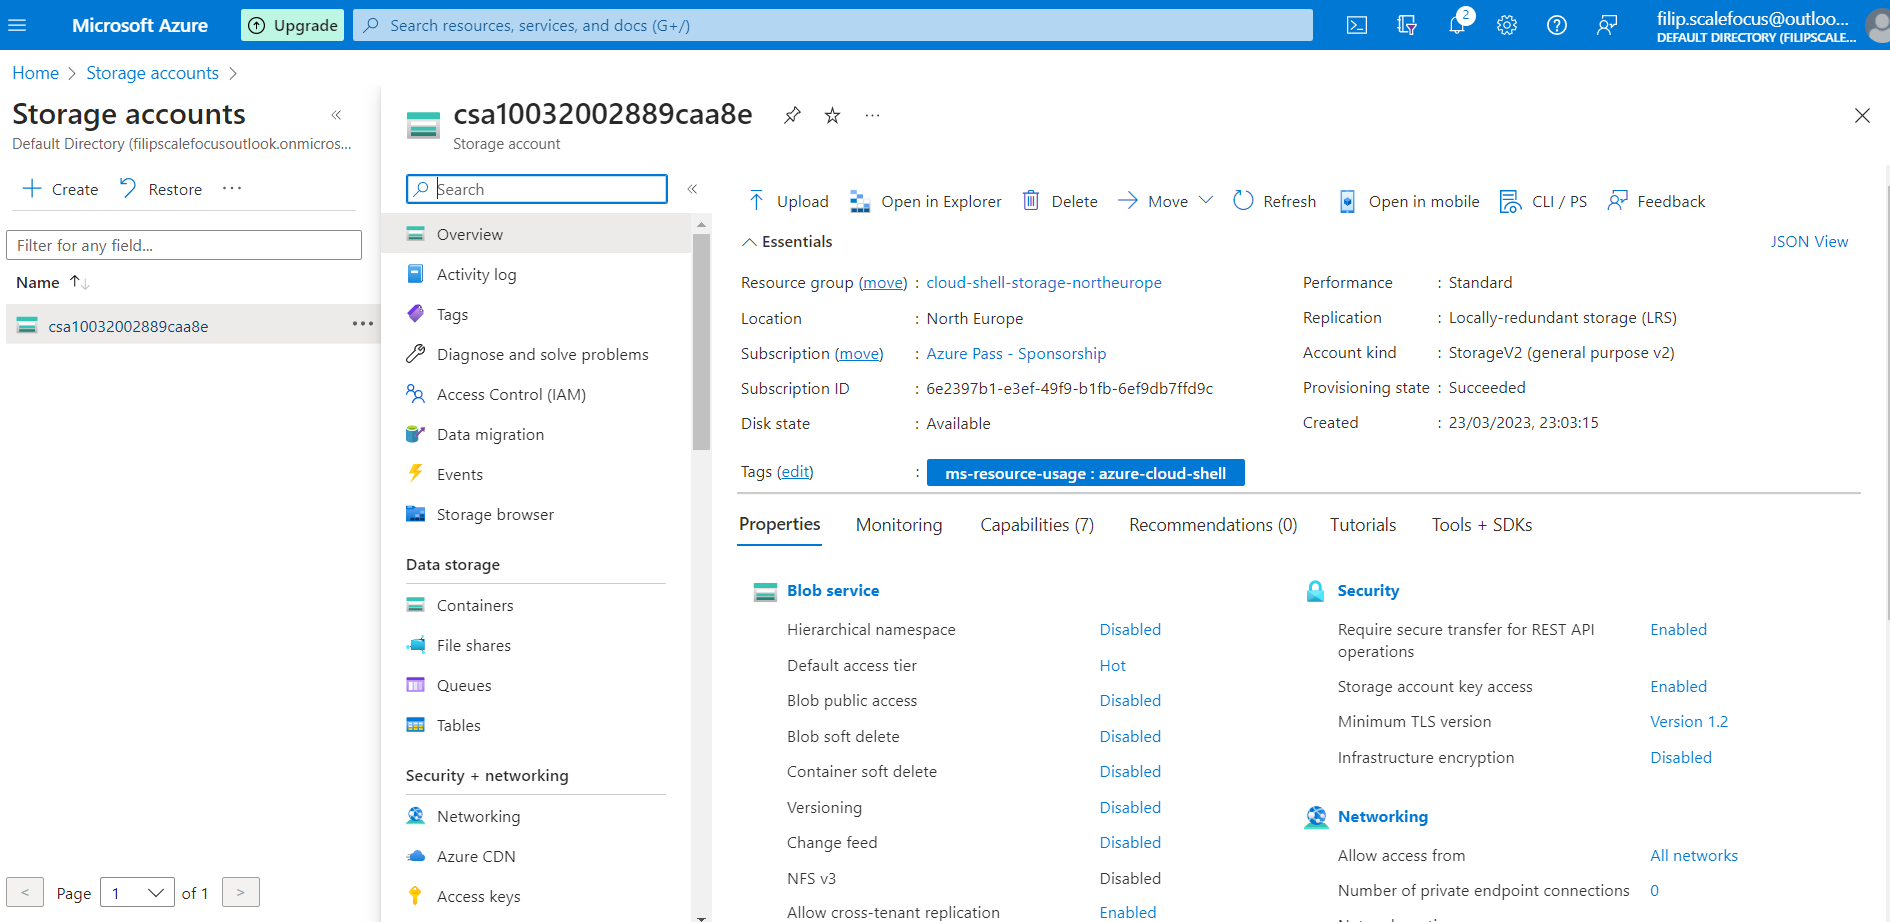 Microsoft Azure
Upgrade
Search resources, services, and docs (G+/)
2
filip.scalefocus@outloo...
DEFAULT DIRECTORY (FILIPSCALE...
Home > Storage accounts >
Storage accounts
«
Default Directory (filipscalefocusoutlook.onmicros...
Create
Restore
...
Filter for any field...
Name
csa10032002889caa8e
...
< Page 1 of 1 >
csa10032002889caa8e
...
Storage account
Search
«
Overview
Activity log
Tags
Diagnose and solve problems
Access Control (IAM)
Data migration
Events
Storage browser
Data storage
Containers
File shares
Queues
Tables
Security + networking
Networking
Azure CDN
Access keys
Upload
Open in Explorer
Delete
Move
Refresh
Open in mobile
CLI / PS
Feedback
Essentials
JSON View
Resource group (move) : cloud-shell-storage-northeurope
Location : North Europe
Subscription (move) : Azure Pass - Sponsorship
Subscription ID : 6e2397b1-e3ef-49f9-b1fb-6ef9db7ffd9c
Disk state : Available
Tags (edit) : ms-resource-usage : azure-cloud-shell
Performance : Standard
Replication : Locally-redundant storage (LRS)
Account kind : StorageV2 (general purpose v2)
Provisioning state : Succeeded
Created : 23/03/2023, 23:03:15
Properties
Monitoring
Capabilities (7)
Recommendations (0)
Tutorials
Tools + SDKs
Blob service
Hierarchical namespace Disabled
Default access tier Hot
Blob public access Disabled
Blob soft delete Disabled
Container soft delete Disabled
Versioning Disabled
Change feed Disabled
NFS v3 Disabled
Allow cross-tenant replication Enabled
Security
Require secure transfer for REST API Enabled
operations
Storage account key access Enabled
Minimum TLS version Version 1.2
Infrastructure encryption Disabled
Networking
Allow access from All networks
Number of private endpoint connections 0